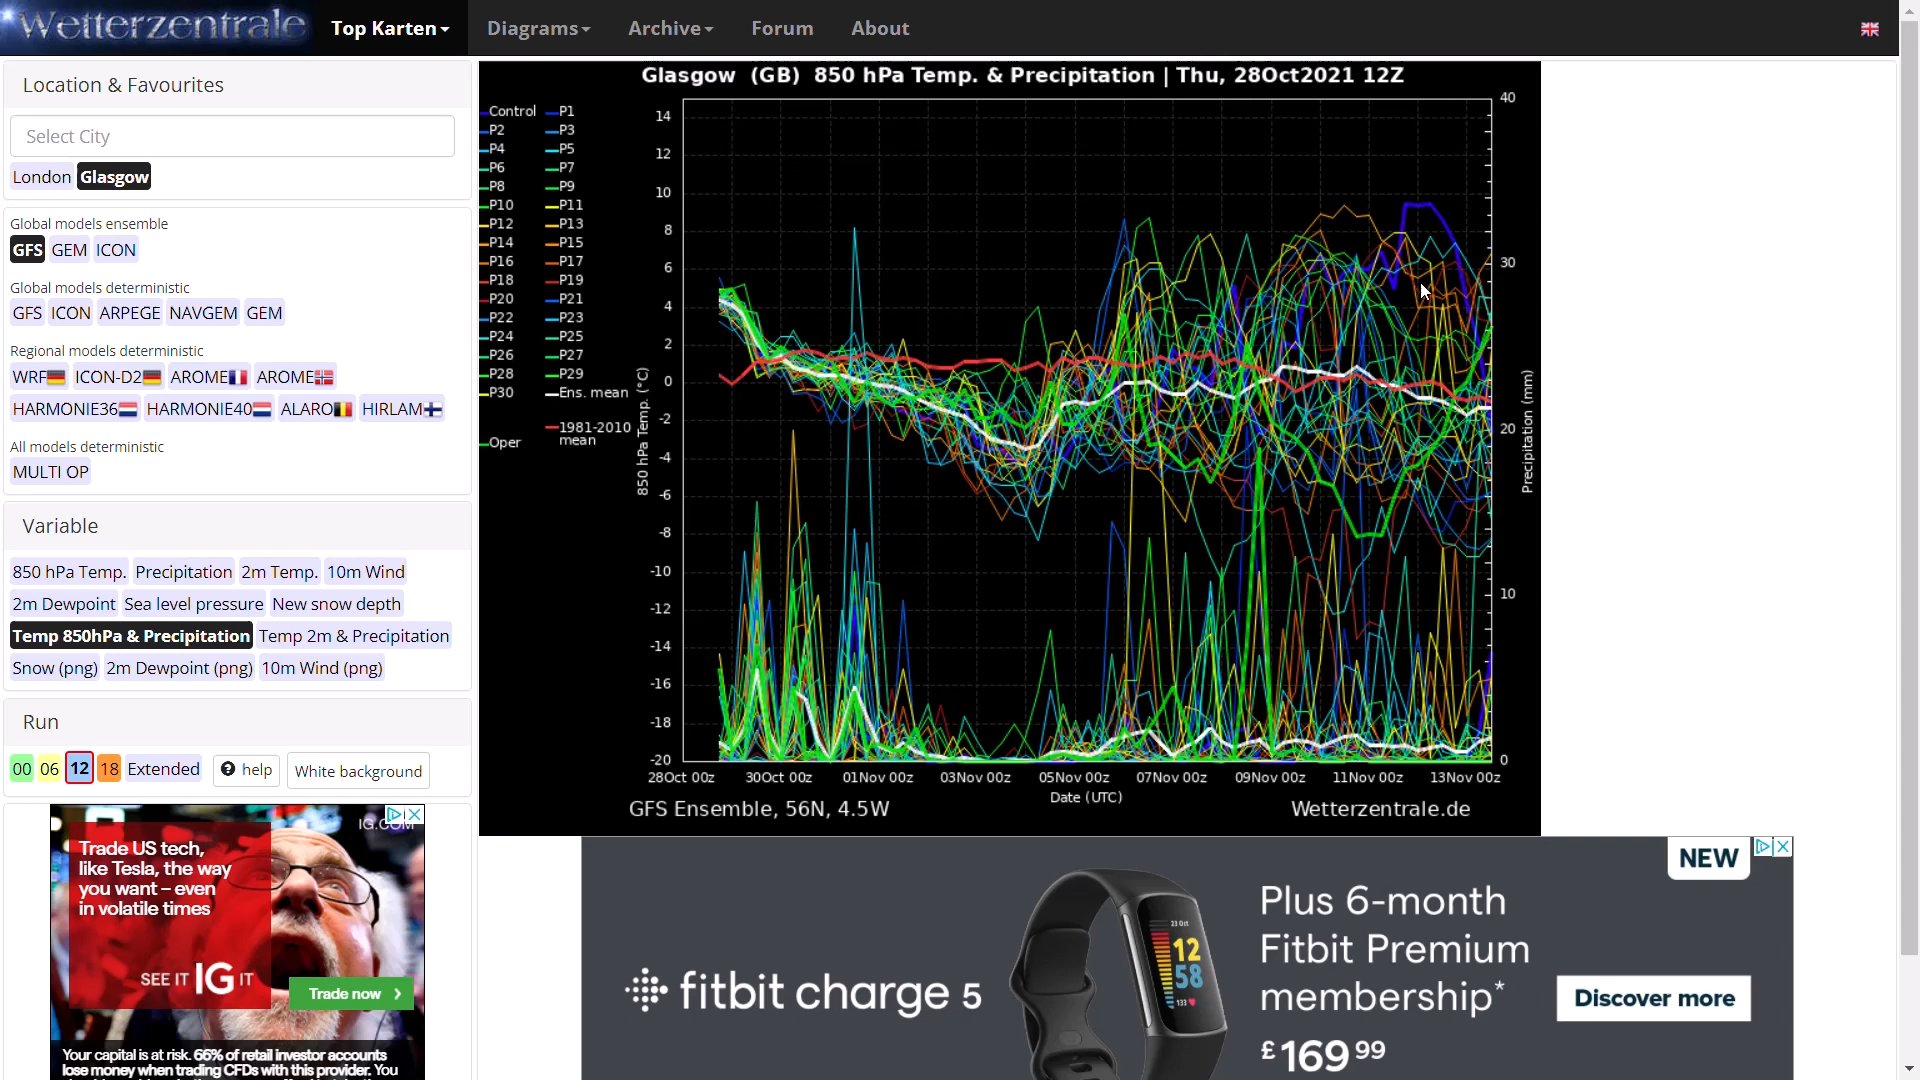 Wetterzentrale
Top Karten
Diagrams
Archive
Forum
About
Location & Favourites
Select City
London Glasgow
Global models ensemble
GFS GEM ICON
Global models deterministic
GFS ICON ARPEGE NAVGEM GEM
Regional models deterministic
WRF ICON-D2 AROME AROME
HARMONIE36 HARMONIE40 ALARO HIRLAM
All models deterministic
MULTI OP
Variable
850 hPa Temp. Precipitation 2m Temp. 10m Wind
2m Dewpoint Sea level pressure New snow depth
Temp 850hPa & Precipitation Temp 2m & Precipitation
Snow (png) 2m Dewpoint (png) 10m Wind (png)
Run
00 06 12 18 Extended help White background
Glasgow (GB) 850 hPa Temp. & Precipitation | Thu, 28Oct2021 12Z
Control P1
P2 P3
P4 P5
P6 P7
P8 P9
P10 P11
P12 P13
P14 P15
P16 P17
P18 P19
P20 P21
P22 P23
P24 P25
P26 P27
P28 P29
P30 Ens. mean
1981-2010
mean
Oper
850 hPa Temp. (°C)
14
12
10
8
6
4
2
0
-2
-4
-6
-8
-10
-12
-14
-16
-18
-20
40
30
20
10
0
Precipitation (mm)
28Oct 00z 30Oct 00z 01Nov 00z 03Nov 00z 05Nov 00z 07Nov 00z 09Nov 00z 11Nov 00z 13Nov 00z
Date (UTC)
GFS Ensemble, 56N, 4.5W
Wetterzentrale.de
IG.COM
Trade US tech,
like Tesla, the way
you want – even
in volatile times
SEE IT IG IT
Trade now
Your capital is at risk. 66% of retail investor accounts
lose money when trading CFDs with this provider. You
fitbit charge 5
23 Oct
12
58
133
NEW
Plus 6-month
Fitbit Premium
membership*
£169.99
Discover more